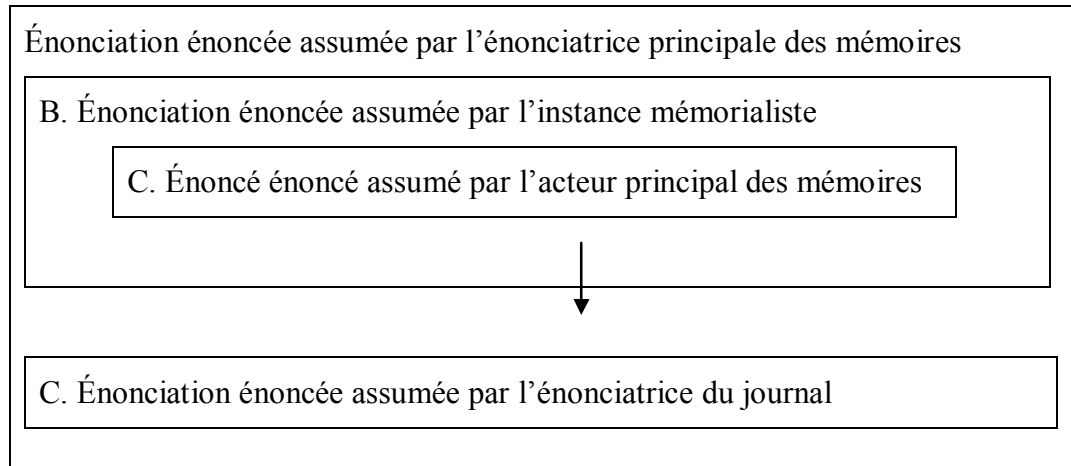 Énonciation énoncée assumée par l’énonciatrice principale des mémoires
B. Énonciation énoncée assumée par l’instance mémorialiste
C. Énoncé énoncé assumé par l’acteur principal des mémoires
C. Énonciation énoncée assumée par l’énonciatrice du journal